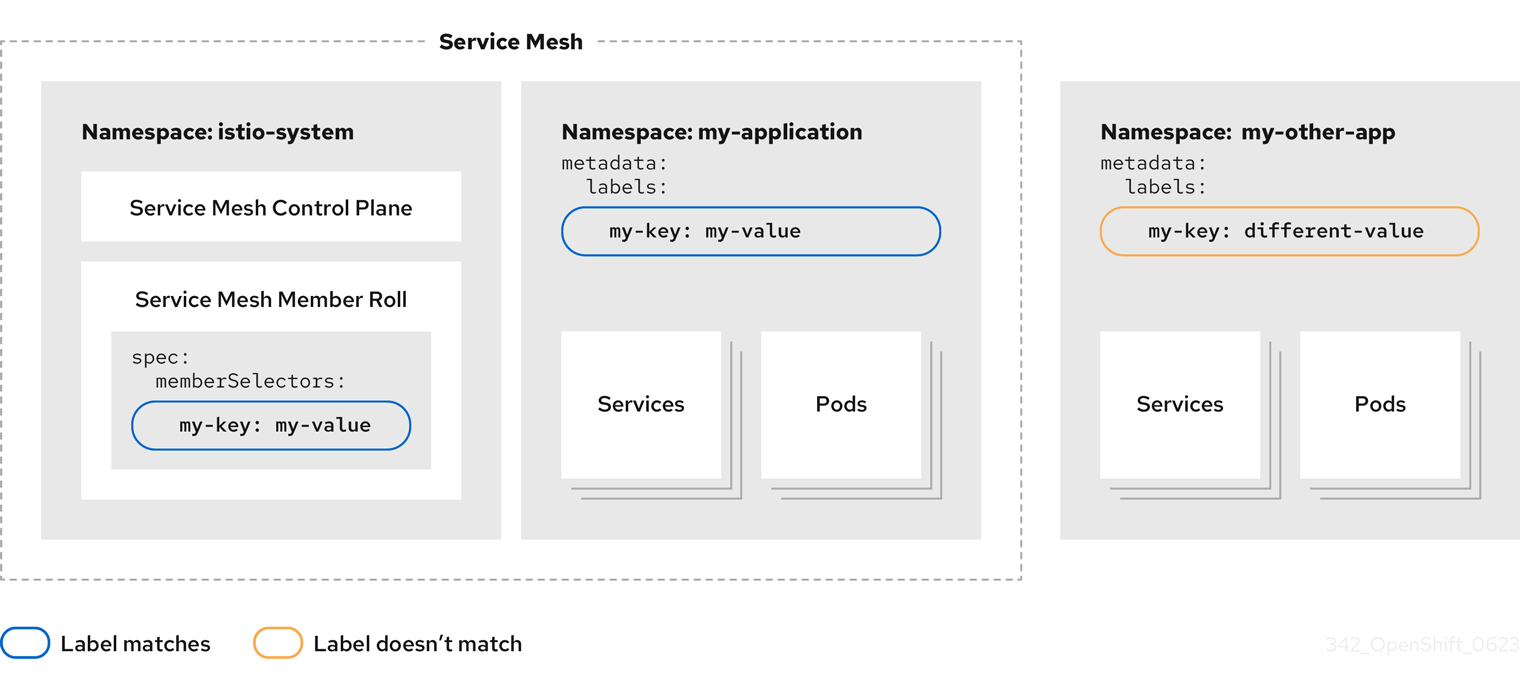 Service Mesh
Namespace: istio-system
Service Mesh Control Plane
Service Mesh Member Roll
spec:
  memberSelectors:
my-key: my-value
Namespace: my-application
metadata:
  labels:
my-key: my-value
Services
Pods
Namespace: my-other-app
metadata:
  labels:
my-key: different-value
Services
Pods
Label matches
Label doesn’t match
342_OpenShift_0623